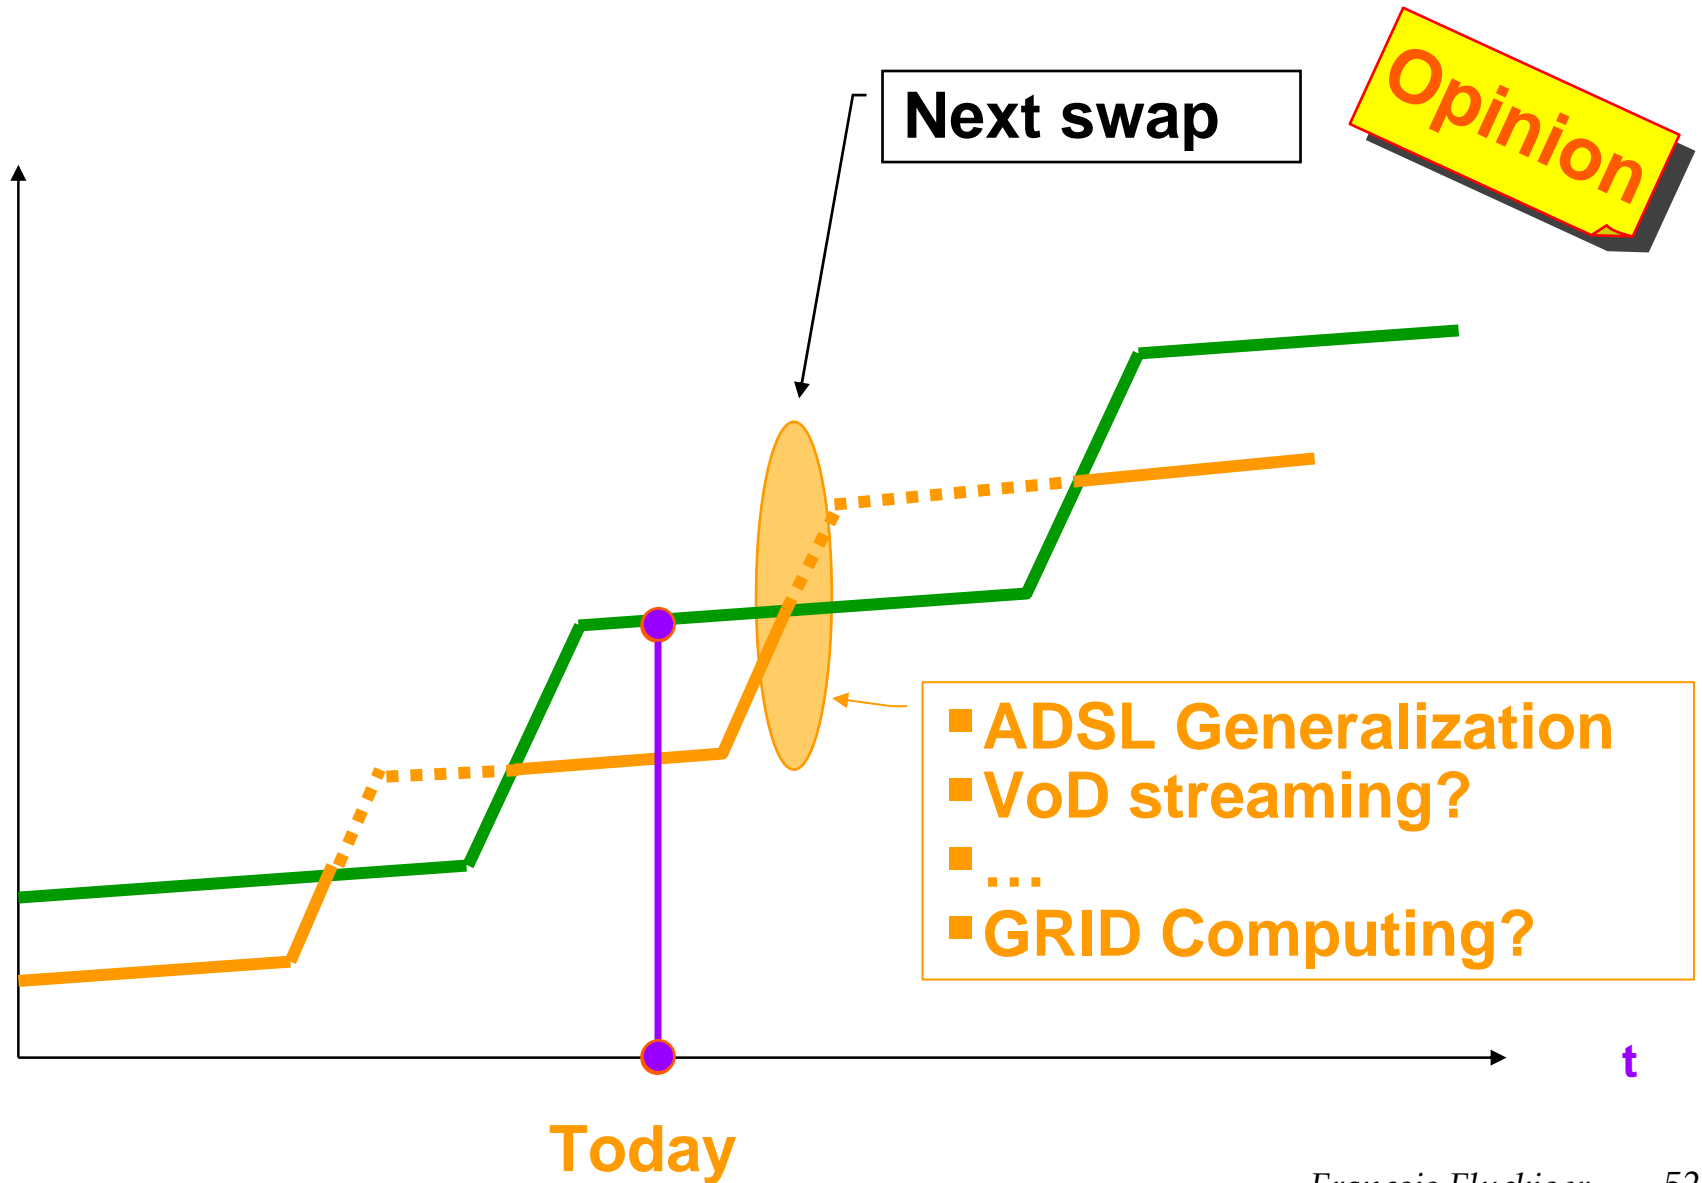 Opinion
Next swap
▪ADSL Generalization
▪VoD streaming?
▪…
▪GRID Computing?
t
Today